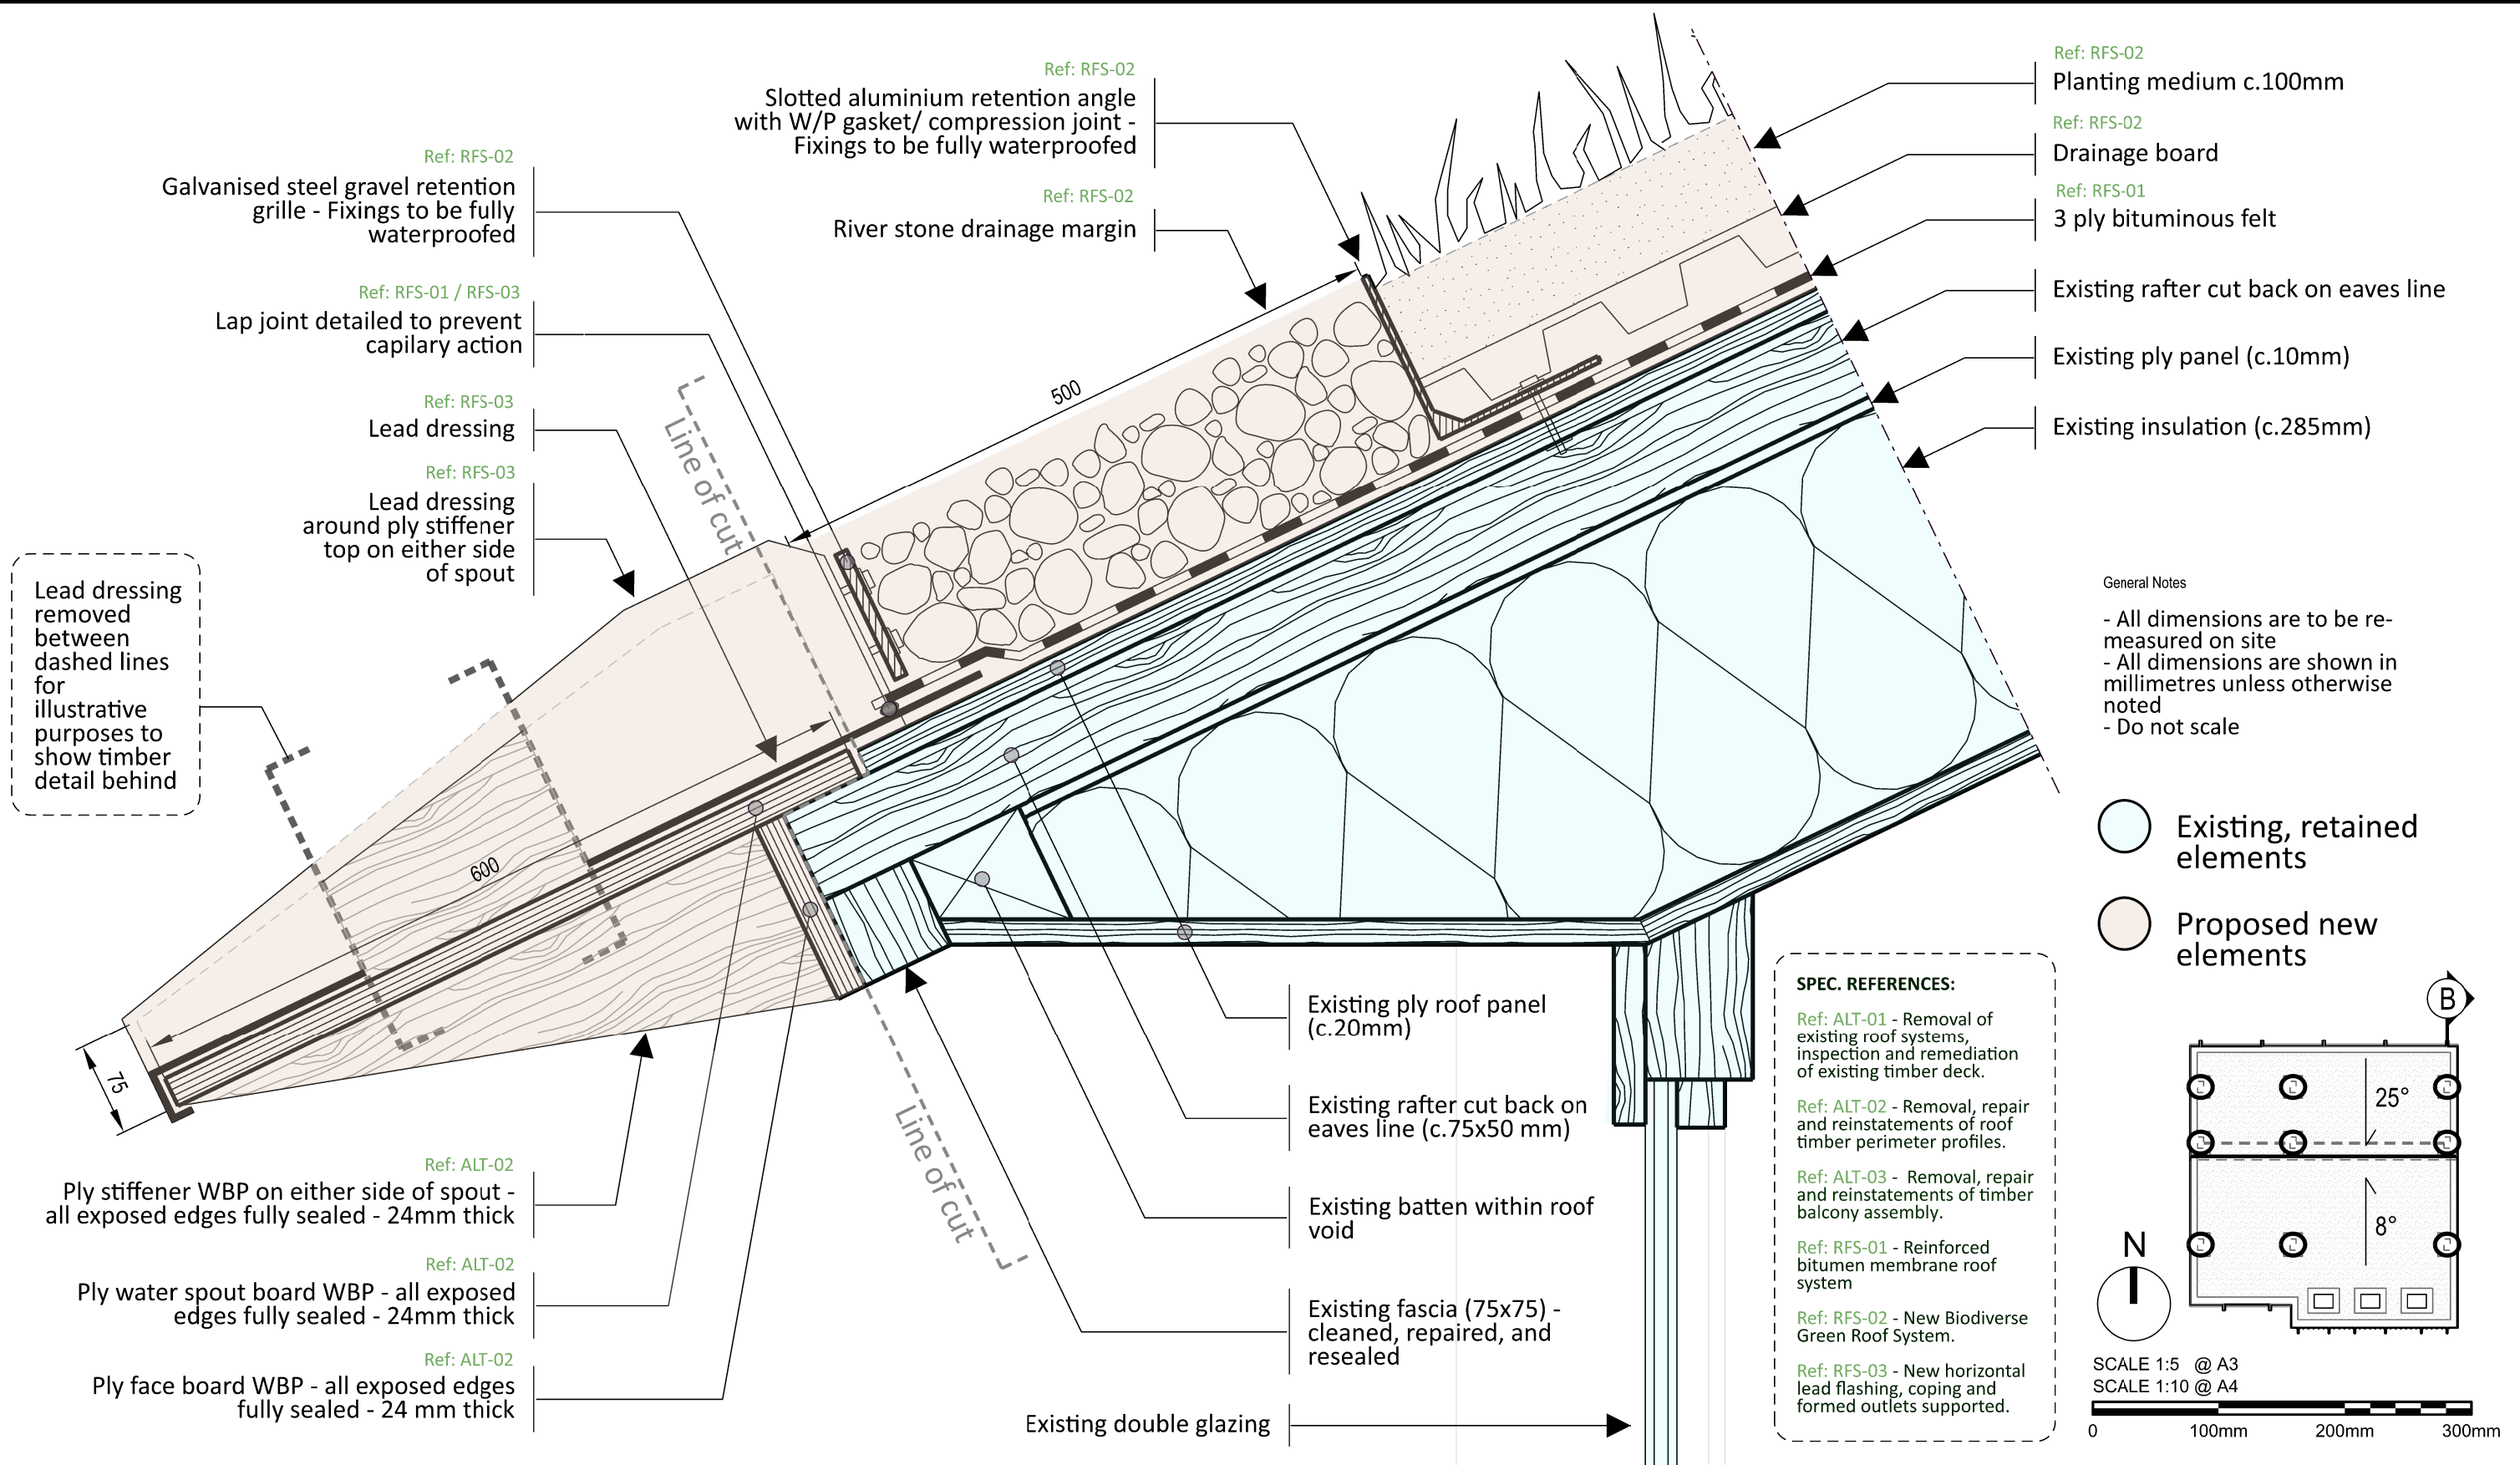 Ref: RFS-02
Galvanised steel gravel retention
grille - Fixings to be fully
waterproofed
Ref: RFS-01 / RFS-03
Lap joint detailed to prevent
capilary action
Ref: RFS-03
Lead dressing
Ref: RFS-03
Lead dressing
around ply stiffener
top on either side
of spout
Lead dressing
removed
between
dashed lines
for
illustrative
purposes to
show timber
detail behind
Ref: RFS-02
Slotted aluminium retention angle
with W/P gasket/ compression joint -
Fixings to be fully waterproofed
Ref: RFS-02
River stone drainage margin
500
Line of cut
600
75
Line of cut
Ref: RFS-02
Planting medium c.100mm
Ref: RFS-02
Drainage board
Ref: RFS-01
3 ply bituminous felt
Existing rafter cut back on eaves line
Existing ply panel (c.10mm)
Existing insulation (c.285mm)
General Notes
- All dimensions are to be re-
measured on site
- All dimensions are shown in
millimetres unless otherwise
noted
- Do not scale
Existing, retained
elements
Proposed new
elements
Ref: ALT-02
Ply stiffener WBP on either side of spout -
all exposed edges fully sealed - 24mm thick
Ref: ALT-02
Ply water spout board WBP - all exposed
edges fully sealed - 24mm thick
Ref: ALT-02
Ply face board WBP - all exposed edges
fully sealed - 24 mm thick
Existing ply roof panel
(c.20mm)
Existing rafter cut back on
eaves line (c.75x50 mm)
Existing batten within roof
void
Existing fascia (75x75) -
cleaned, repaired, and
resealed
Existing double glazing
SPEC. REFERENCES:
Ref: ALT-01 - Removal of
existing roof systems,
inspection and remediation
of existing timber deck.
Ref: ALT-02 - Removal, repair
and reinstatements of roof
timber perimeter profiles.
Ref: ALT-03 - Removal, repair
and reinstatements of timber
balcony assembly.
Ref: RFS-01 - Reinforced
bitumen membrane roof
system
Ref: RFS-02 - New Biodiverse
Green Roof System.
Ref: RFS-03 - New horizontal
lead flashing, coping and
formed outlets supported.
B
25°
8°
N
SCALE 1:5 @ A3
SCALE 1:10 @ A4
0 100mm 200mm 300mm